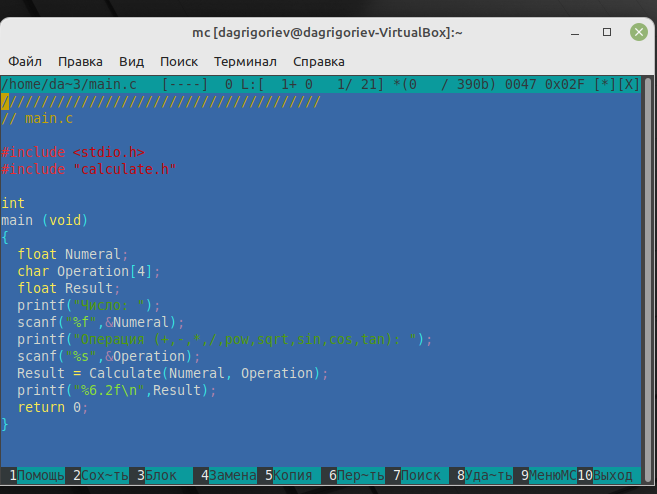 mc [dagrigoriev@dagrigoriev-VirtualBox]:~
Файл Правка Вид Поиск Терминал Справка
/home/da~3/main.c [----] 0 L:[ 1+ 0 1/ 21] *(0 / 390b) 0047 0x02F [*][X]
////////////////////////////////////////
// main.c
#include <stdio.h>
#include "calculate.h"
int
main (void)
{
float Numeral;
char Operation[4];
float Result;
printf("Число: ");
scanf("%f",&Numeral);
printf("Операция (+,-,*,/,pow,sqrt,sin,cos,tan): ");
scanf("%s",&Operation);
Result = Calculate(Numeral, Operation);
printf("%6.2f\n",Result);
return 0;
}
1Помощь 2Сох~ть 3Блок 4Замена 5Копия 6Пер~ть 7Поиск 8Уда~ть 9МенюMC 10Выход